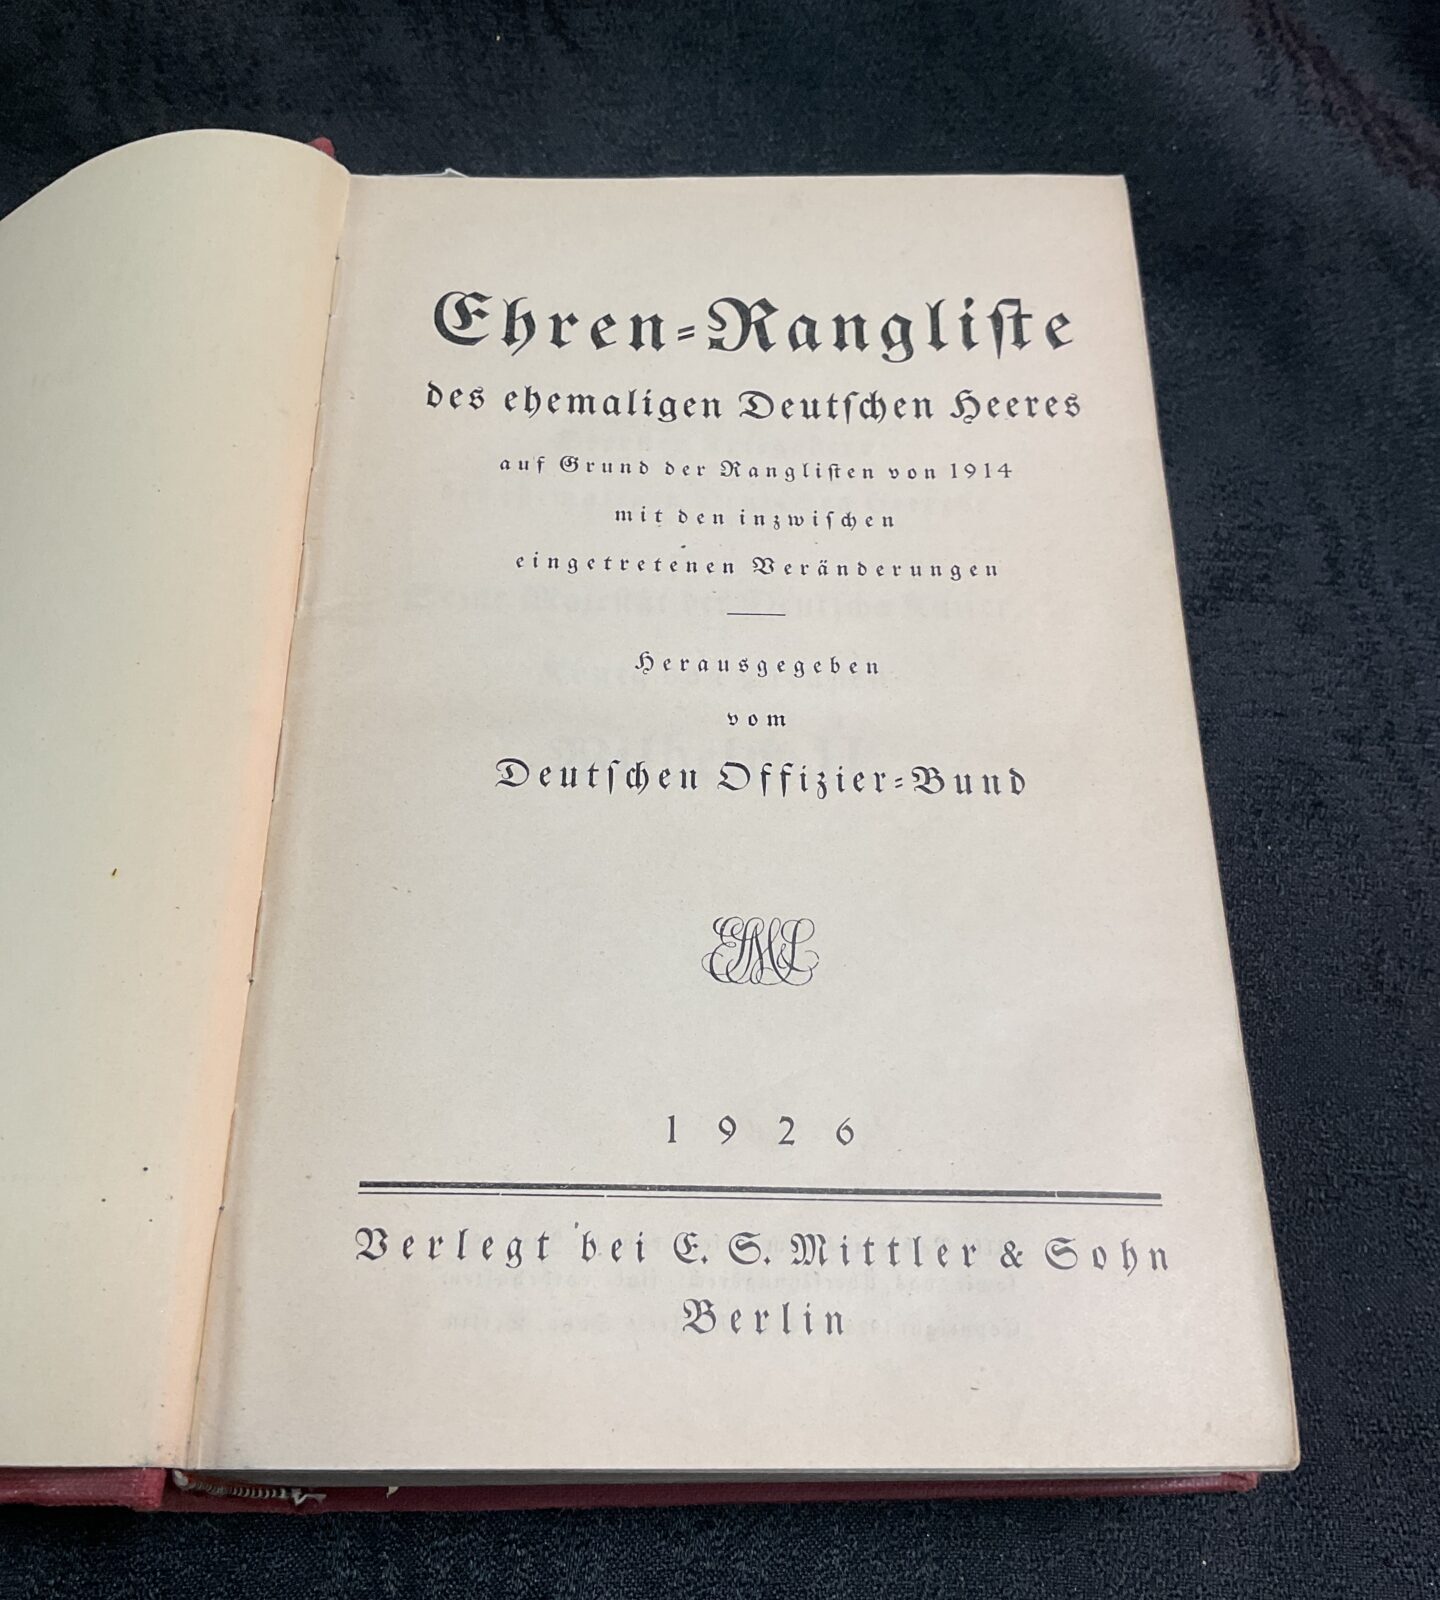 Ehren=Rangliſte
des ehemaligen Deutſchen Heeres
auf Grund der Rangliſten von 1914
mit den inzwiſchen
eingetretenen Veränderungen
Herausgegeben
vom
Deutſchen Offizier=Bund
1926
Verlegt bei E. S. Mittler & Sohn
Berlin